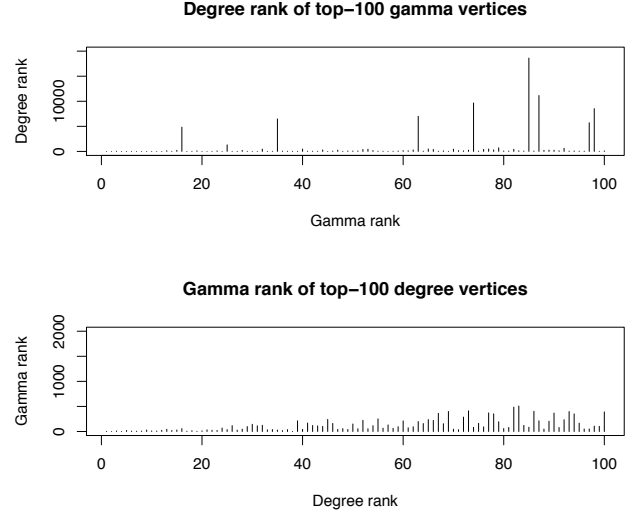 Degree rank of top−100 gamma vertices
Degree rank
0 10000
0 20 40 60 80 100
Gamma rank
Gamma rank of top−100 degree vertices
Gamma rank
0 1000 2000
0 20 40 60 80 100
Degree rank